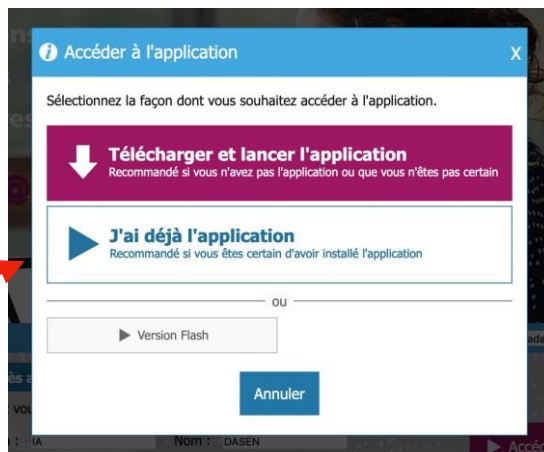 Accéder à l'application
X
Sélectionnez la façon dont vous souhaitez accéder à l'application.
Télécharger et lancer l'application
Recommandé si vous n'avez pas l'application ou que vous n'êtes pas certain
J'ai déjà l'application
Recommandé si vous êtes certain d'avoir installé l'application
ou
Version Flash
Annuler
IA Nom : DASEN